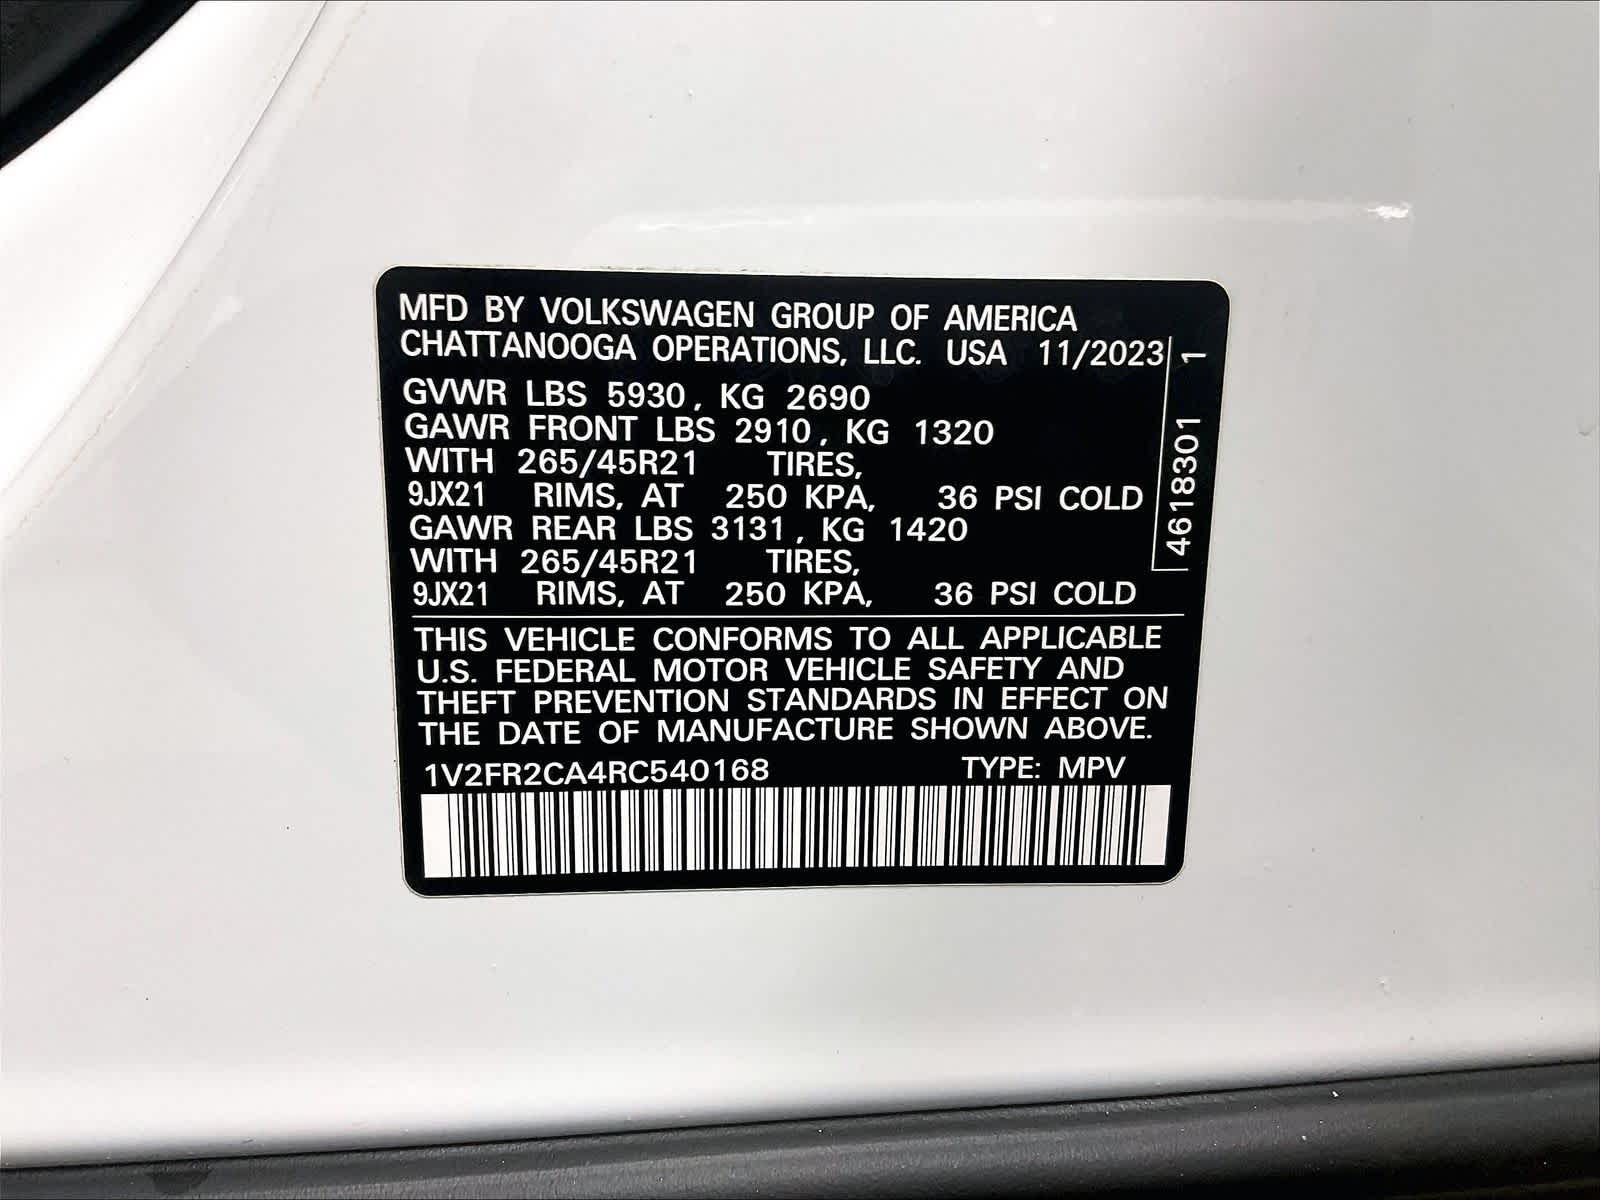 MFD BY VOLKSWAGEN GROUP OF AMERICA
CHATTANOOGA OPERATIONS, LLC. USA 11/2023
GVWR LBS 5930, KG 2690
GAWR FRONT LBS 2910, KG 1320
WITH 265/45R21 TIRES,
9JX21 RIMS, AT 250 KPA, 36 PSI COLD
GAWR REAR LBS 3131, KG 1420
WITH 265/45R21 TIRES,
9JX21 RIMS, AT 250 KPA, 36 PSI COLD
4618301 1
THIS VEHICLE CONFORMS TO ALL APPLICABLE
U.S. FEDERAL MOTOR VEHICLE SAFETY AND
THEFT PREVENTION STANDARDS IN EFFECT ON
THE DATE OF MANUFACTURE SHOWN ABOVE.
1V2FR2CA4RC540168 TYPE: MPV